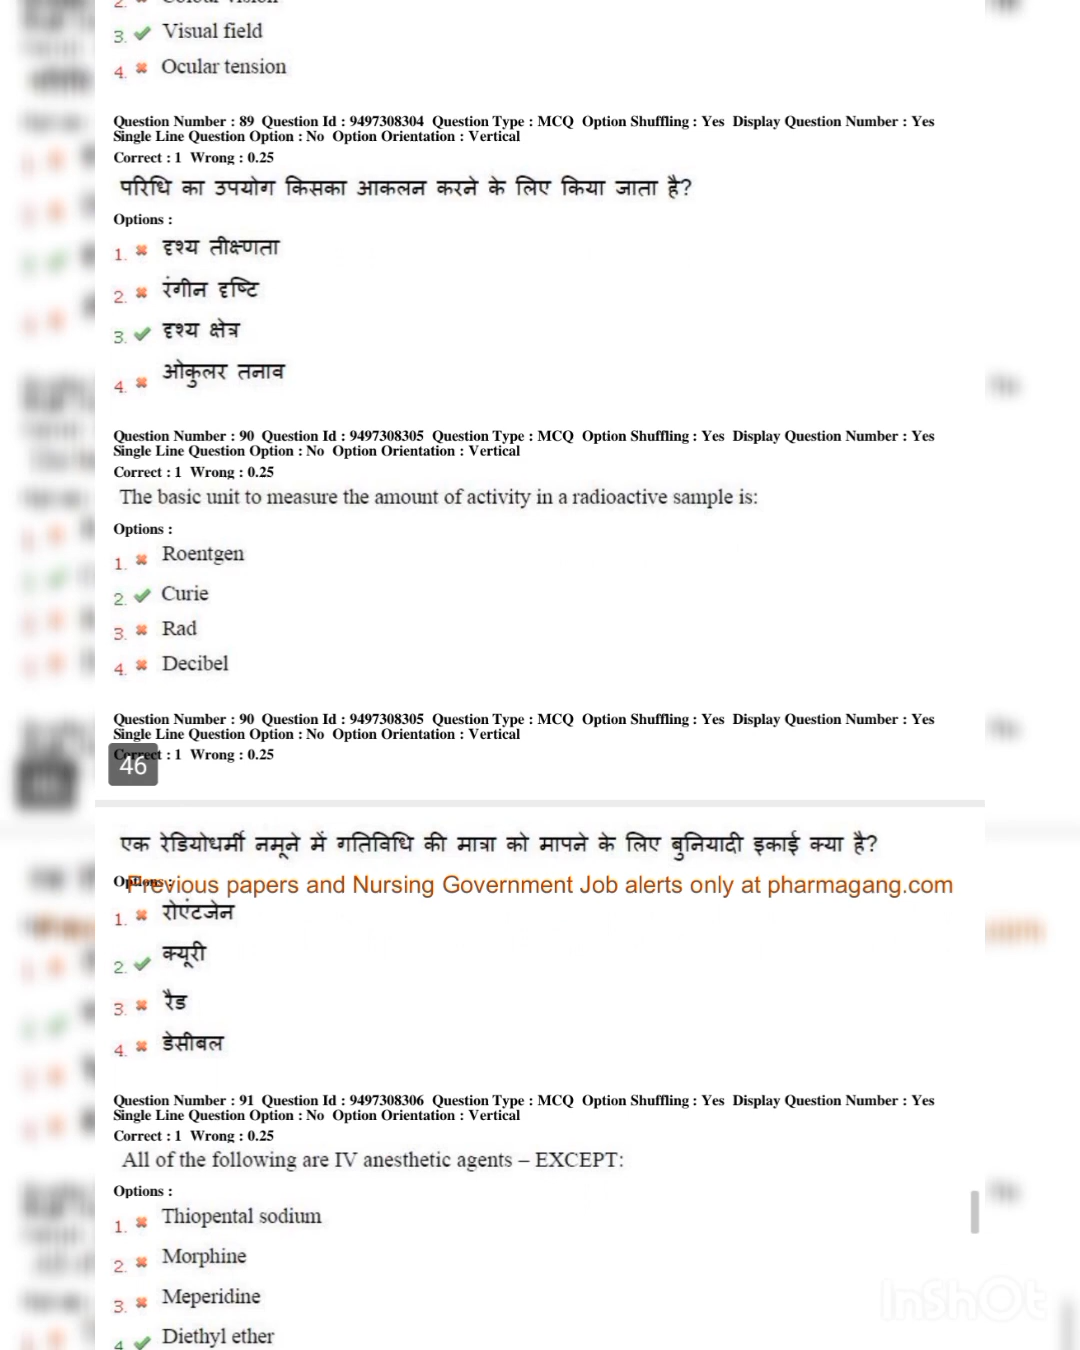 3. Visual field
4. Ocular tension
Question Number : 89 Question Id : 9497308304 Question Type : MCQ Option Shuffling : Yes Display Question Number : Yes
Single Line Question Option : No Option Orientation : Vertical
Correct : 1 Wrong : 0.25
परिधि का उपयोग किसका आकलन करने के लिए किया जाता है?
Options :
1. दृश्य तीक्ष्णता
2. रंगीन दृष्टि
3. दृश्य क्षेत्र
4. ओकुलर तनाव
Question Number : 90 Question Id : 9497308305 Question Type : MCQ Option Shuffling : Yes Display Question Number : Yes
Single Line Question Option : No Option Orientation : Vertical
Correct : 1 Wrong : 0.25
The basic unit to measure the amount of activity in a radioactive sample is:
Options :
1. Roentgen
2. Curie
3. Rad
4. Decibel
Question Number : 90 Question Id : 9497308305 Question Type : MCQ Option Shuffling : Yes Display Question Number : Yes
Single Line Question Option : No Option Orientation : Vertical
Correct : 1 Wrong : 0.25
46
एक रेडियोधर्मी नमूने में गतिविधि की मात्रा को मापने के लिए बुनियादी इकाई क्या है?
Options :
Previous papers and Nursing Government Job alerts only at pharmagang.com
1. रोएंटजेन
2. क्यूरी
3. रैड
4. डेसीबल
Question Number : 91 Question Id : 9497308306 Question Type : MCQ Option Shuffling : Yes Display Question Number : Yes
Single Line Question Option : No Option Orientation : Vertical
Correct : 1 Wrong : 0.25
All of the following are IV anesthetic agents – EXCEPT:
Options :
1. Thiopental sodium
2. Morphine
3. Meperidine
4. Diethyl ether
InShOt